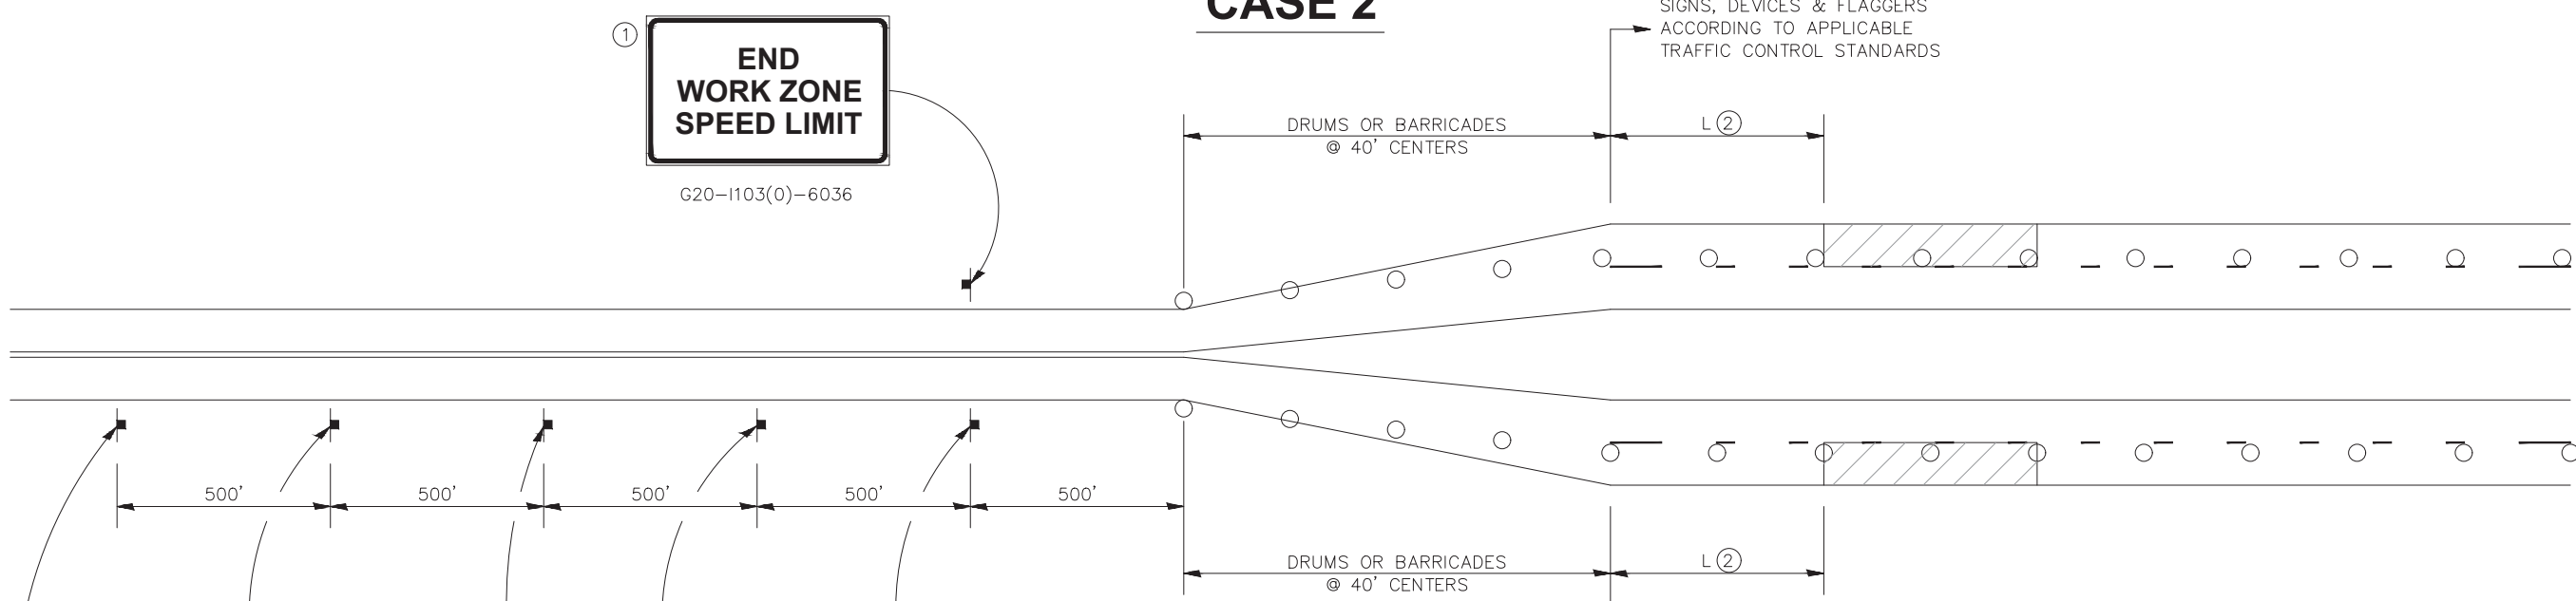 CASE 2
SIGNS, DEVICES & FLAGGERS
ACCORDING TO APPLICABLE
TRAFFIC CONTROL STANDARDS
1
END
WORK ZONE
SPEED LIMIT
G20-I103(0)-6036
DRUMS OR BARRICADES
@ 40' CENTERS
L 2
500'
500'
500'
500'
500'
DRUMS OR BARRICADES
@ 40' CENTERS
L 2